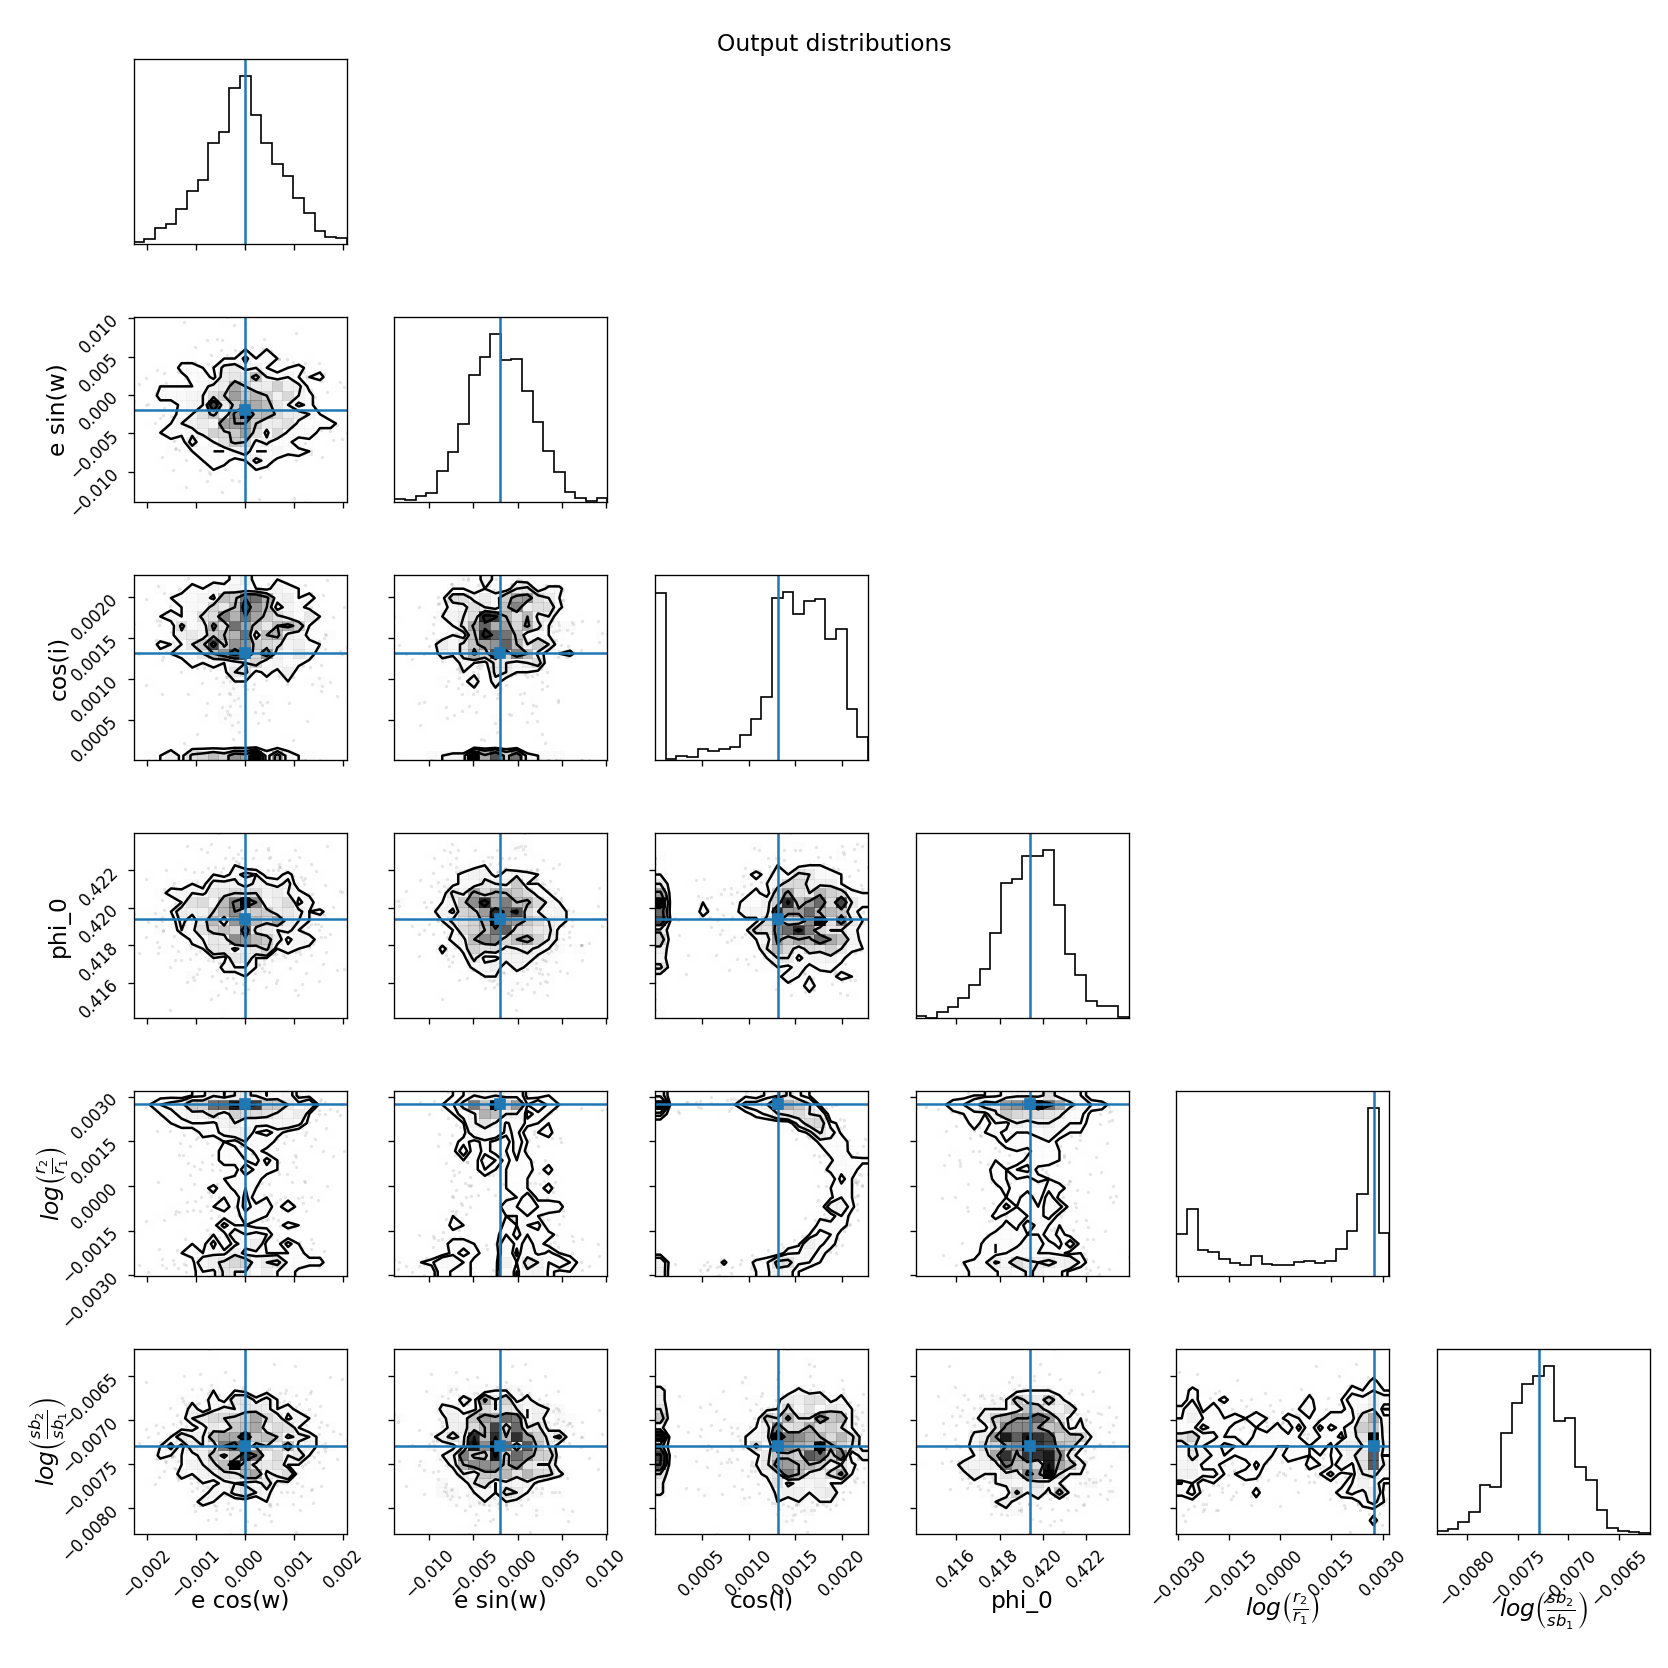 Output distributions
0.010
0.005
0.000
−0.005
−0.010
e sin(w)
0.0020
0.0015
0.0010
0.0005
cos(i)
0.422
0.420
0.418
0.416
phi_0
0.0030
0.0015
0.0000
−0.0015
−0.0030
log(r₂/r₁)
−0.0065
−0.0070
−0.0075
−0.0080
log(sb₂/sb₁)
−0.002 −0.001 0.000 0.001 0.002
e cos(w)
−0.010 −0.005 0.000 0.005 0.010
e sin(w)
0.0005 0.0010 0.0015 0.0020
cos(i)
0.416 0.418 0.420 0.422
phi_0
−0.0030 −0.0015 0.0000 0.0015 0.0030
log(r₂/r₁)
−0.0080 −0.0075 −0.0070 −0.0065
log(sb₂/sb₁)